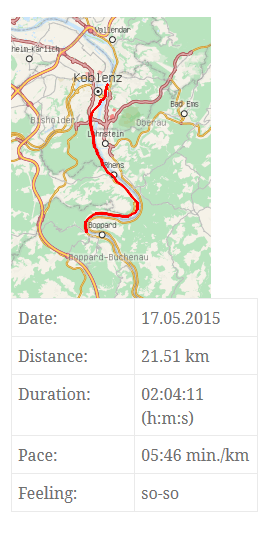 Vallendar
heim-Kärlich
Koblenz
Bad Ems
Bisholder
Oberau
Lahnstein
Rhens
Boppard
Boppard-Buchenau
Date: 17.05.2015
Distance: 21.51 km
Duration: 02:04:11
(h:m:s)
Pace: 05:46 min./km
Feeling: so-so